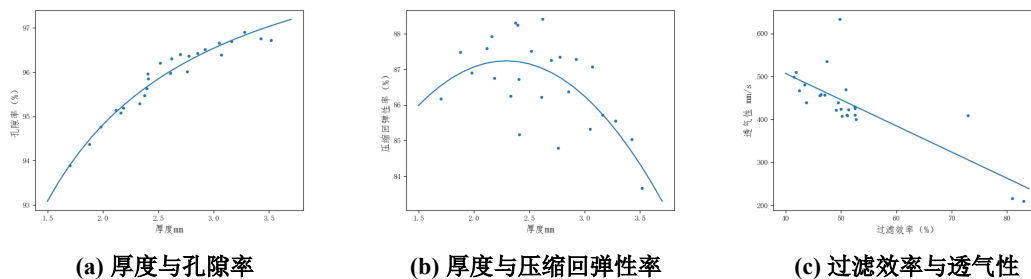 97
96
95
94
93
孔隙率 (%)
1.5 2.0 2.5 3.0 3.5
厚度mm
(a) 厚度与孔隙率
88
87
86
85
84
压缩回弹性率 (%)
1.5 2.0 2.5 3.0 3.5
厚度mm
(b) 厚度与压缩回弹性率
600
500
400
300
200
透气性 mm/s
40 50 60 70 80
过滤效率 (%)
(c) 过滤效率与透气性